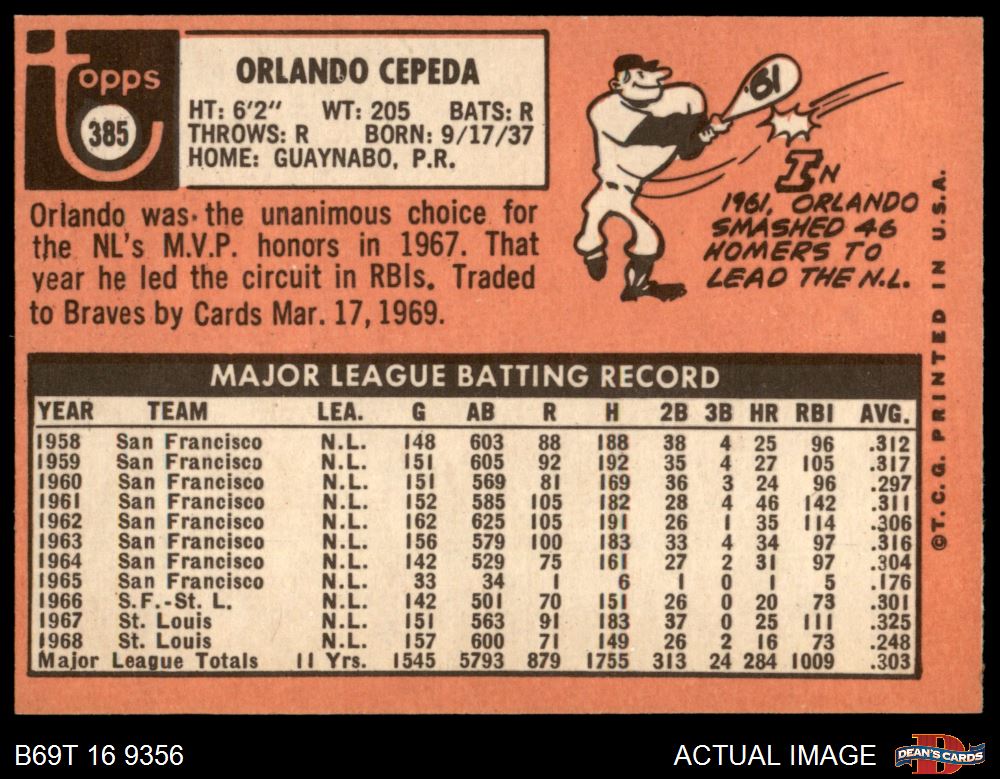 Topps
385
ORLANDO CEPEDA
HT: 6'2" WT: 205 BATS: R
THROWS: R BORN: 9/17/37
HOME: GUAYNABO, P.R.
Orlando was the unanimous choice for
the NL's M.V.P. honors in 1967. That
year he led the circuit in RBIs. Traded
to Braves by Cards Mar. 17, 1969.
'61
IN
1961, ORLANDO
SMASHED 46
HOMERS TO
LEAD THE N.L.
©T. C. G. PRINTED IN U.S.A.
MAJOR LEAGUE BATTING RECORD
YEAR TEAM LEA. G AB R H 2B 3B HR RBI AVG.
1958 San Francisco N.L. 148 603 88 188 38 4 25 96 .312
1959 San Francisco N.L. 151 605 92 192 35 4 27 105 .317
1960 San Francisco N.L. 151 569 81 169 36 3 24 96 .297
1961 San Francisco N.L. 152 585 105 182 28 4 46 142 .311
1962 San Francisco N.L. 162 625 105 191 26 1 35 114 .306
1963 San Francisco N.L. 156 579 100 183 33 4 34 97 .316
1964 San Francisco N.L. 142 529 75 161 27 2 31 97 .304
1965 San Francisco N.L. 33 34 1 6 1 0 1 5 .176
1966 S.F.-St. L. N.L. 142 501 70 151 26 0 20 73 .301
1967 St. Louis N.L. 151 563 91 183 37 0 25 111 .325
1968 St. Louis N.L. 157 600 71 149 26 2 16 73 .248
Major League Totals 11 Yrs. 1545 5793 879 1755 313 24 284 1009 .303
B69T 16 9356
ACTUAL IMAGE
DEAN'S CARDS